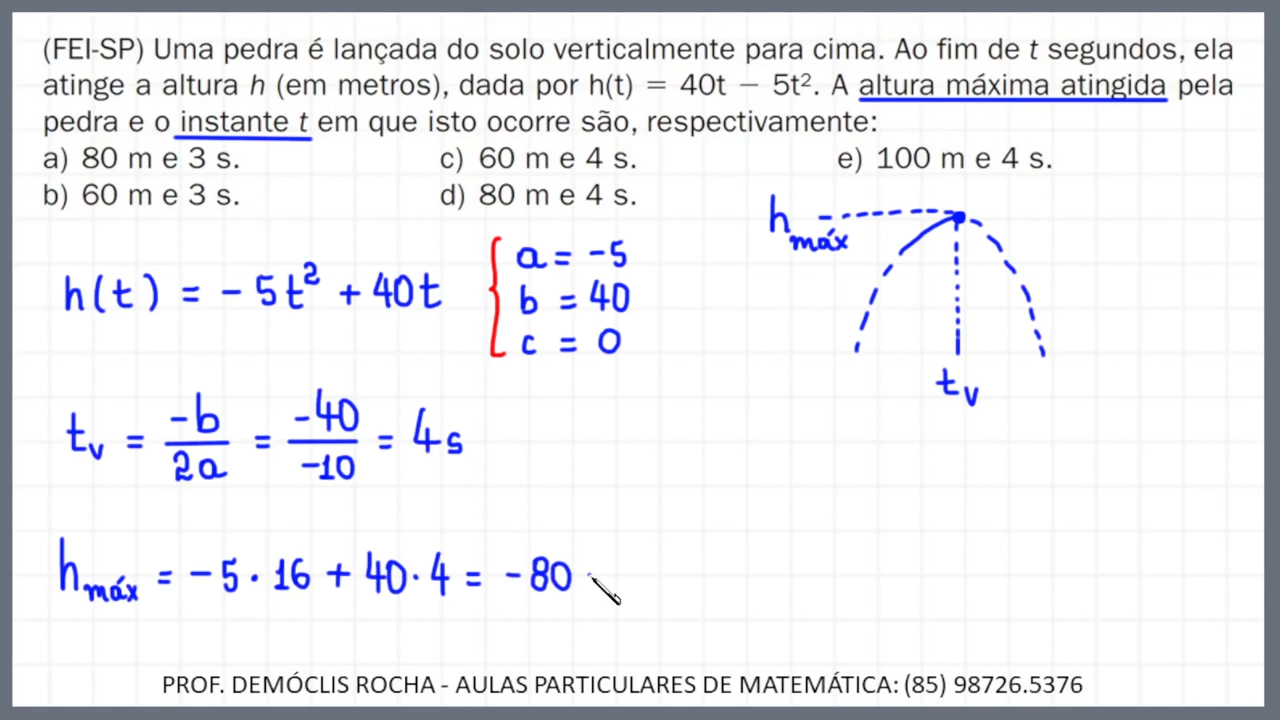 (FEI-SP) Uma pedra é lançada do solo verticalmente para cima. Ao fim de t segundos, ela
atinge a altura h (em metros), dada por h(t) = 40t − 5t². A altura máxima atingida pela
pedra e o instante t em que isto ocorre são, respectivamente:
a) 80 m e 3 s. c) 60 m e 4 s. e) 100 m e 4 s.
b) 60 m e 3 s. d) 80 m e 4 s.
h máx
h(t) = -5t² + 40t
a = -5
b = 40
c = 0
tv
tv = -b/2a = -40/-10 = 4s
hmáx = -5 · 16 + 40 · 4 = -80
PROF. DEMÓCLIS ROCHA - AULAS PARTICULARES DE MATEMÁTICA: (85) 98726.5376